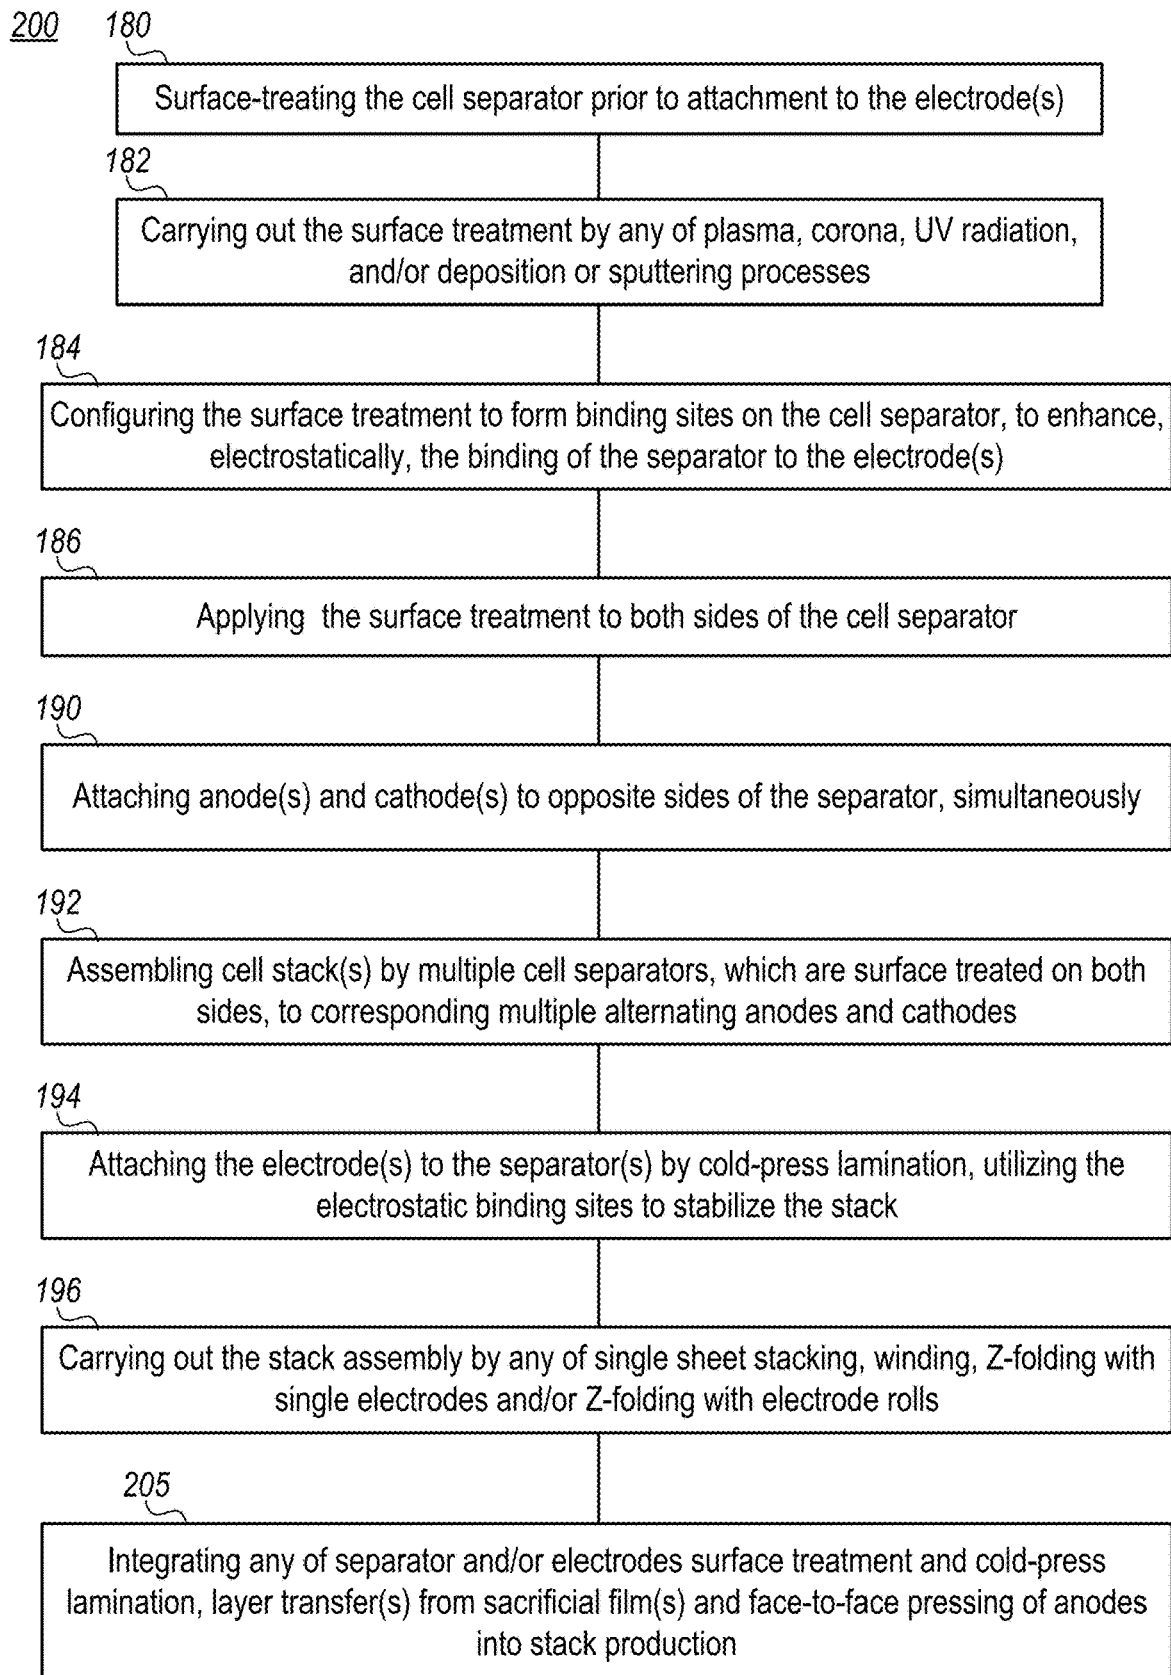 200
180
Surface-treating the cell separator prior to attachment to the electrode(s)
182
Carrying out the surface treatment by any of plasma, corona, UV radiation,
and/or deposition or sputtering processes
184
Configuring the surface treatment to form binding sites on the cell separator, to enhance,
electrostatically, the binding of the separator to the electrode(s)
186
Applying the surface treatment to both sides of the cell separator
190
Attaching anode(s) and cathode(s) to opposite sides of the separator, simultaneously
192
Assembling cell stack(s) by multiple cell separators, which are surface treated on both
sides, to corresponding multiple alternating anodes and cathodes
194
Attaching the electrode(s) to the separator(s) by cold-press lamination, utilizing the
electrostatic binding sites to stabilize the stack
196
Carrying out the stack assembly by any of single sheet stacking, winding, Z-folding with
single electrodes and/or Z-folding with electrode rolls
205
Integrating any of separator and/or electrodes surface treatment and cold-press
lamination, layer transfer(s) from sacrificial film(s) and face-to-face pressing of anodes
into stack production